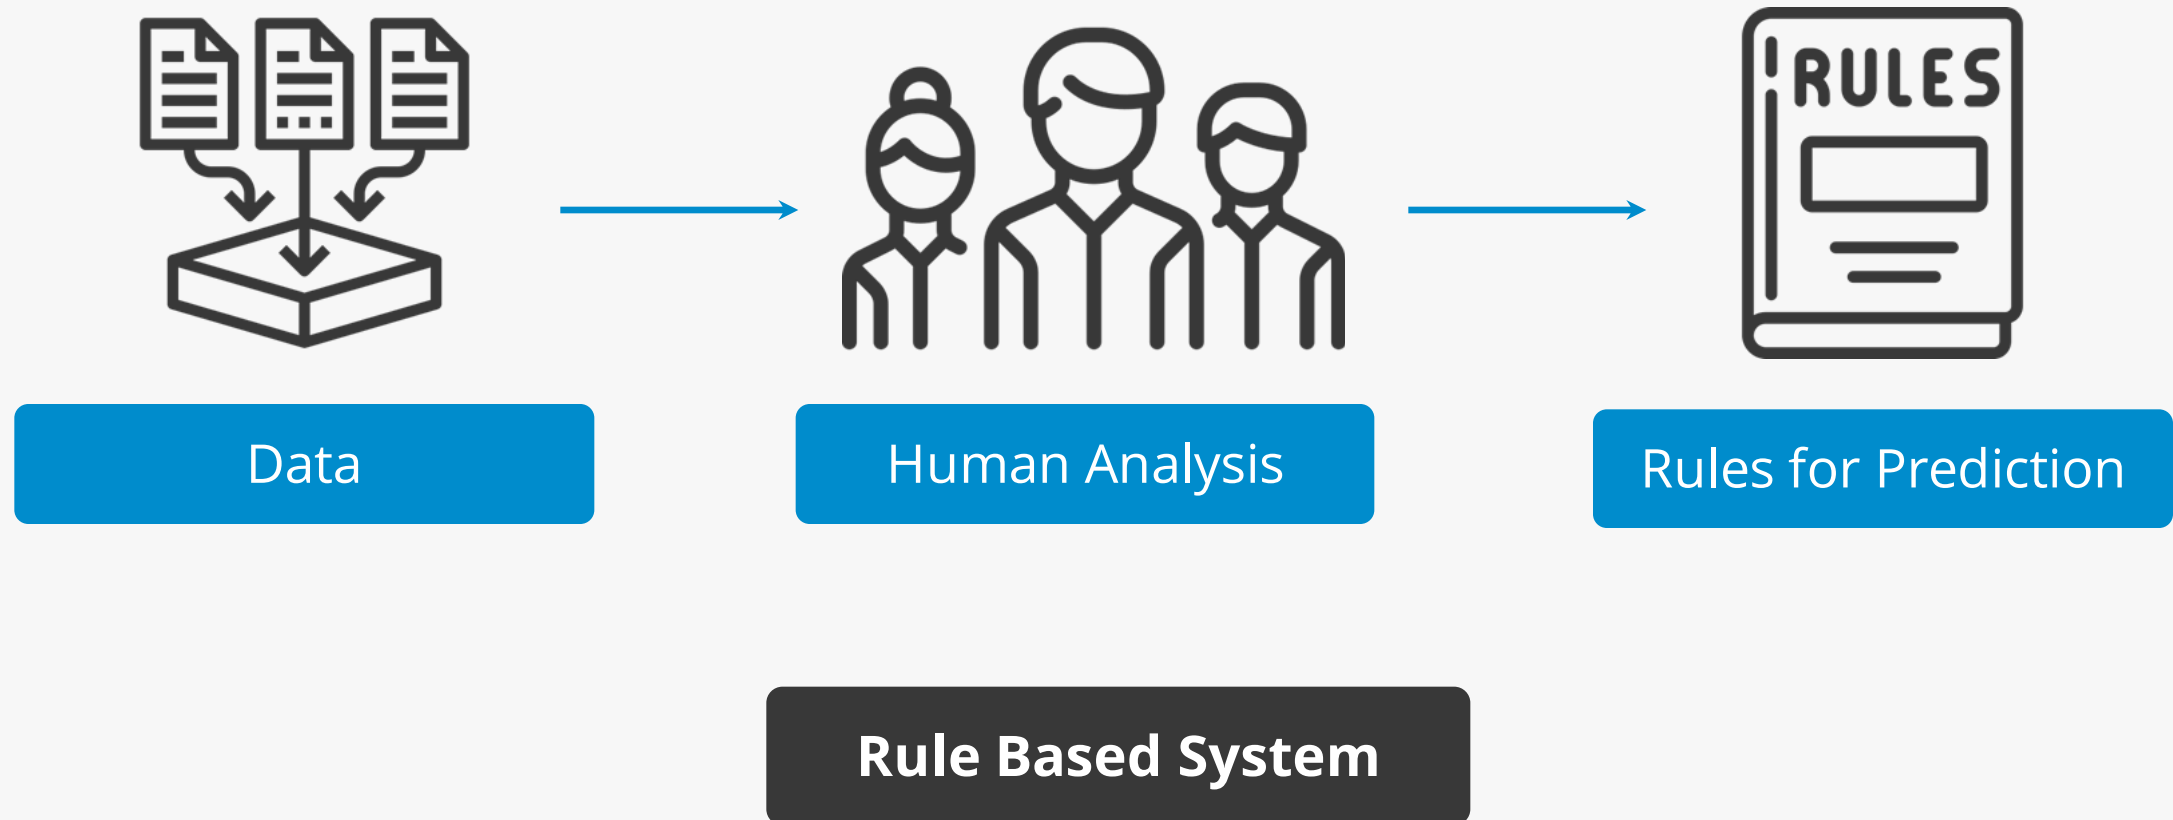 RULES
Data
Human Analysis
Rules for Prediction
Rule Based System